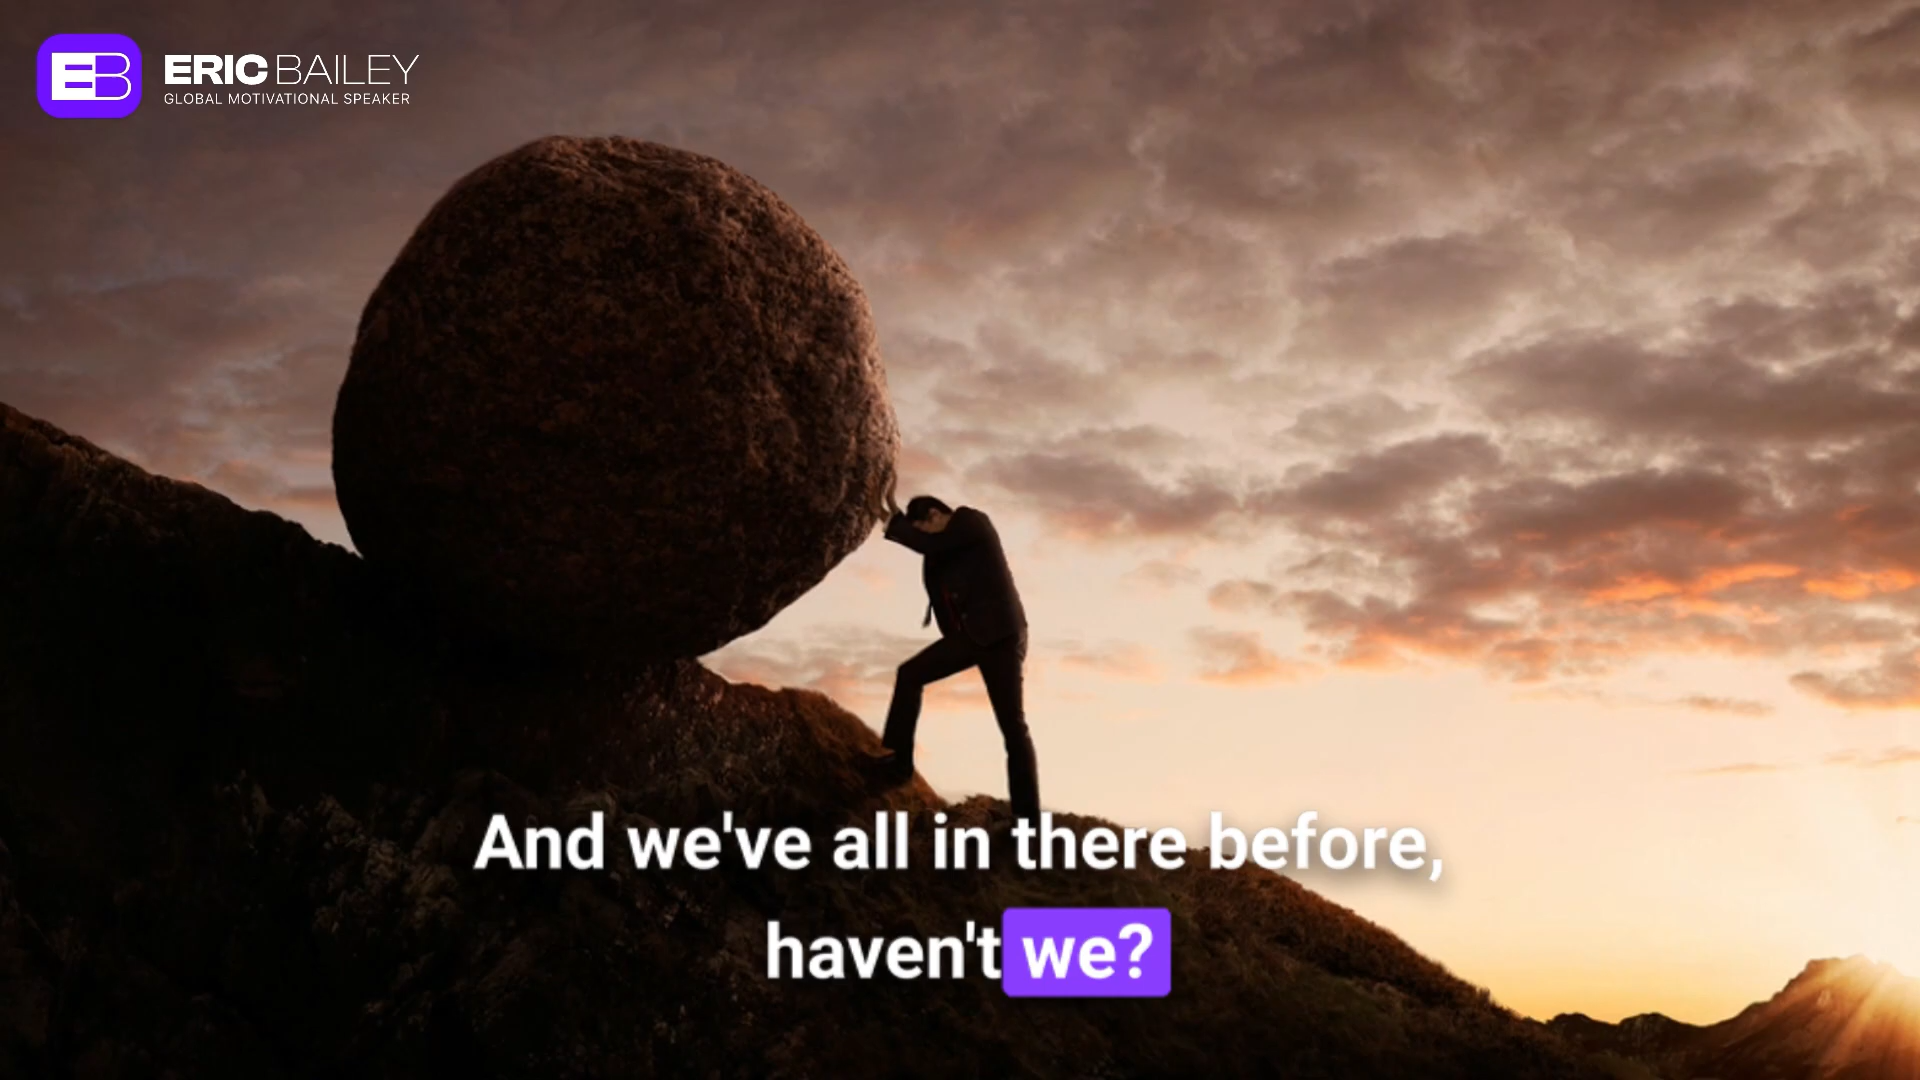 EB
ERIC BAILEY
GLOBAL MOTIVATIONAL SPEAKER
And we've all in there before,
haven't we?